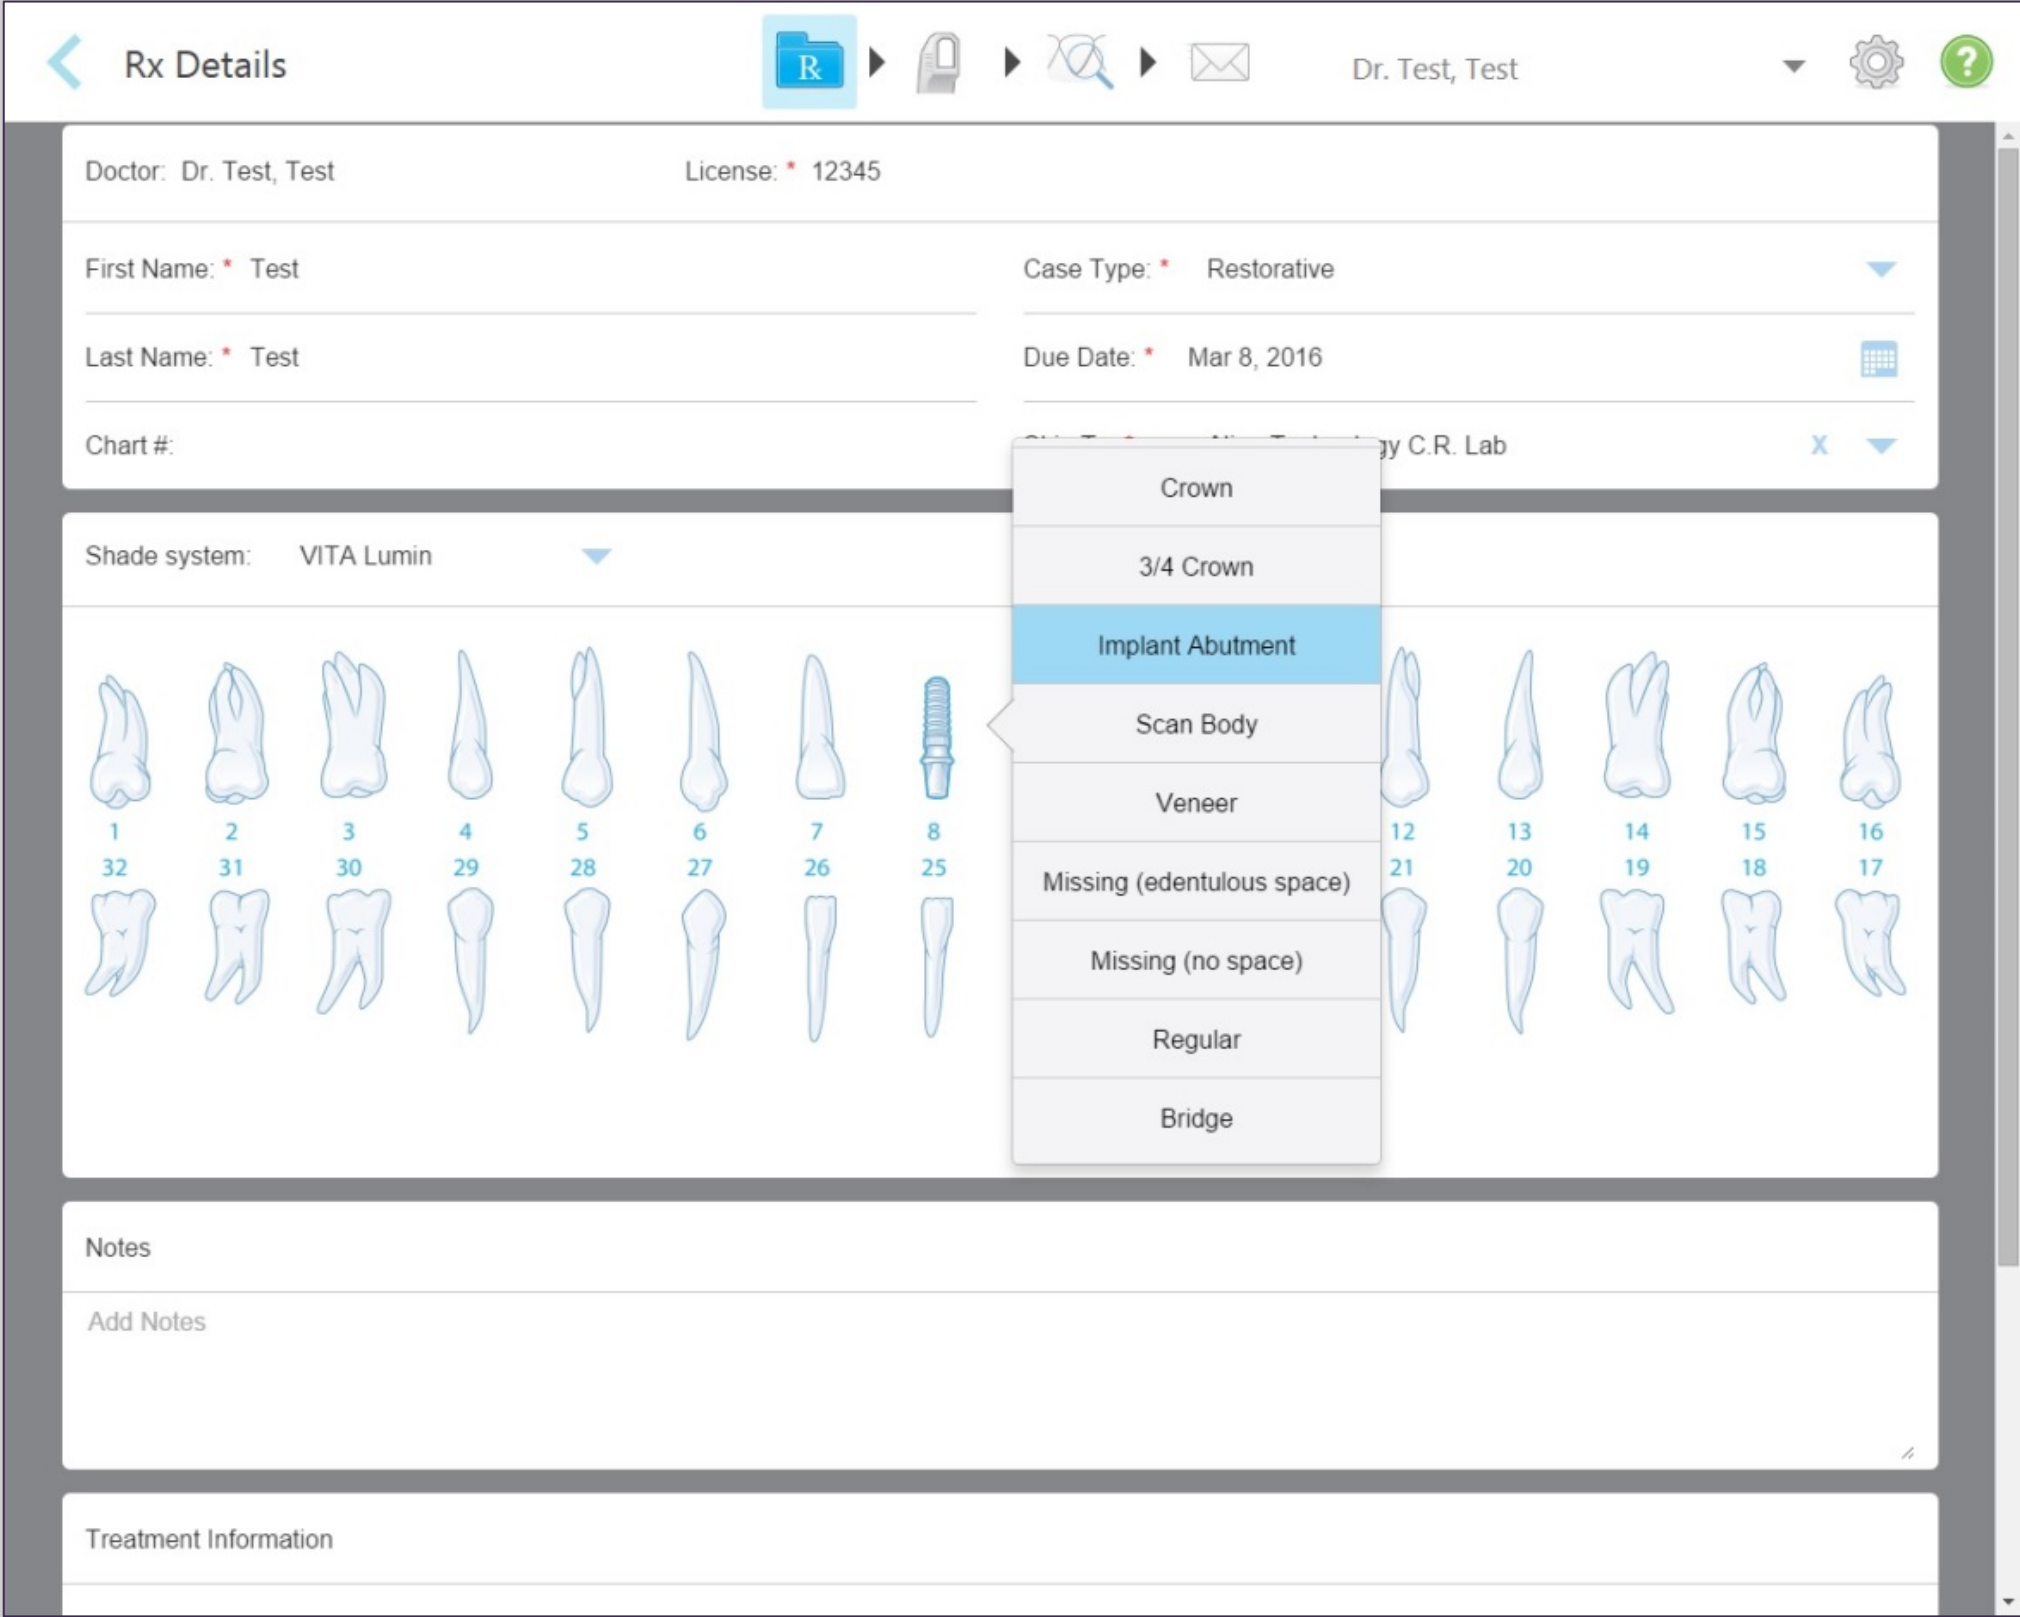 Rx Details
R
Dr. Test, Test
?
Doctor: Dr. Test, Test License: * 12345
First Name: * Test
Case Type: * Restorative
Last Name: * Test
Due Date: * Mar 8, 2016
Chart #:
gy C.R. Lab X
Shade system: VITA Lumin
Crown
3/4 Crown
Implant Abutment
Scan Body
Veneer
Missing (edentulous space)
Missing (no space)
Regular
Bridge
1 2 3 4 5 6 7 8 12 13 14 15 16
32 31 30 29 28 27 26 25 21 20 19 18 17
Notes
Add Notes
Treatment Information